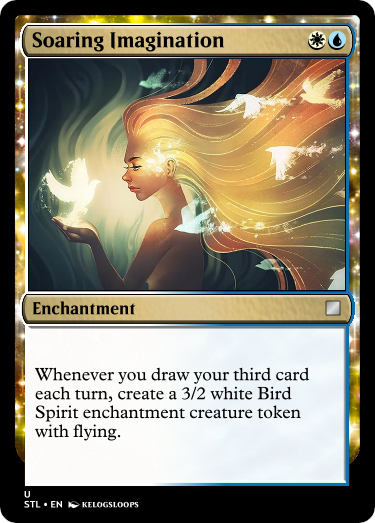 Soaring Imagination
Enchantment
Whenever you draw your third card
each turn, create a 3/2 white Bird
Spirit enchantment creature token
with flying.
U
STL • EN KELOGSLOOPS